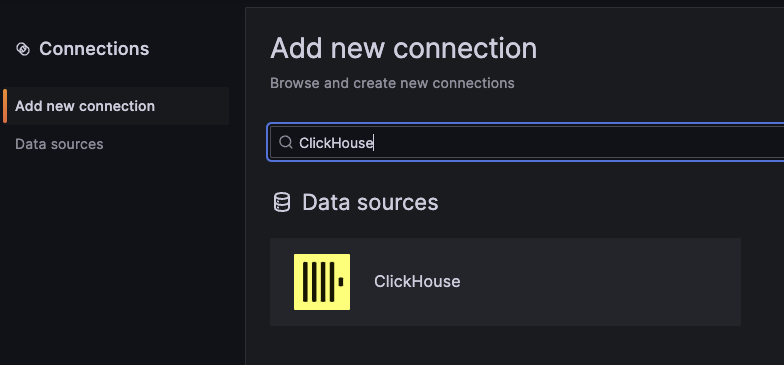 Connections
Add new connection
Data sources
Add new connection
Browse and create new connections
ClickHouse
Data sources
ClickHouse